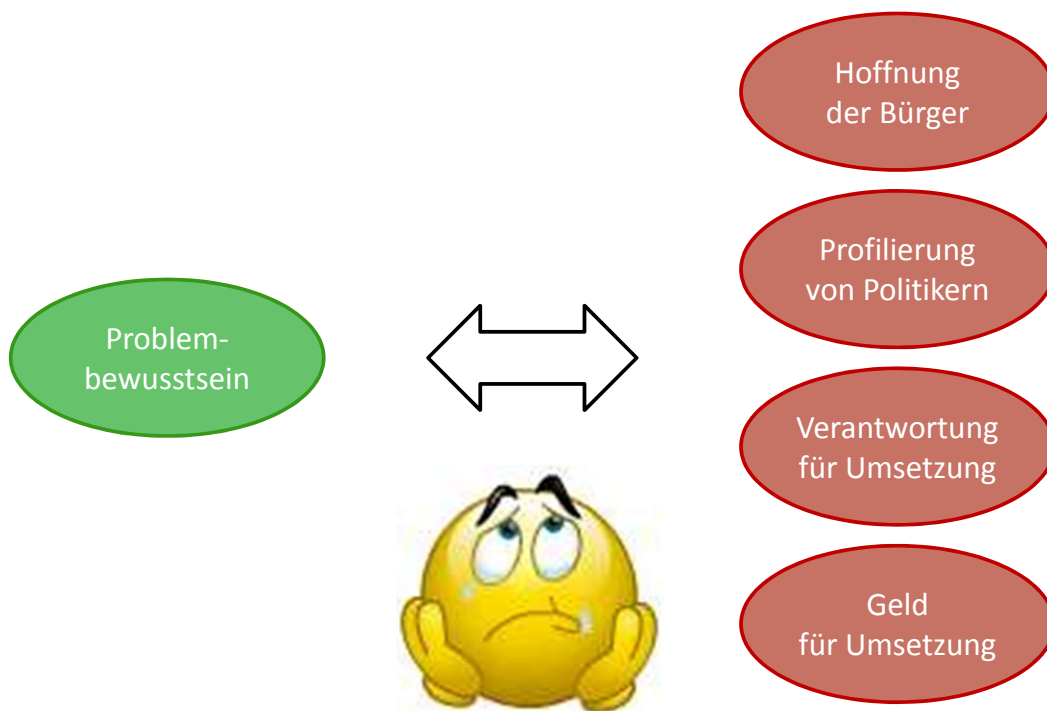 Problem-
bewusstsein
Hoffnung
der Bürger
Profilierung
von Politikern
Verantwortung
für Umsetzung
Geld
für Umsetzung